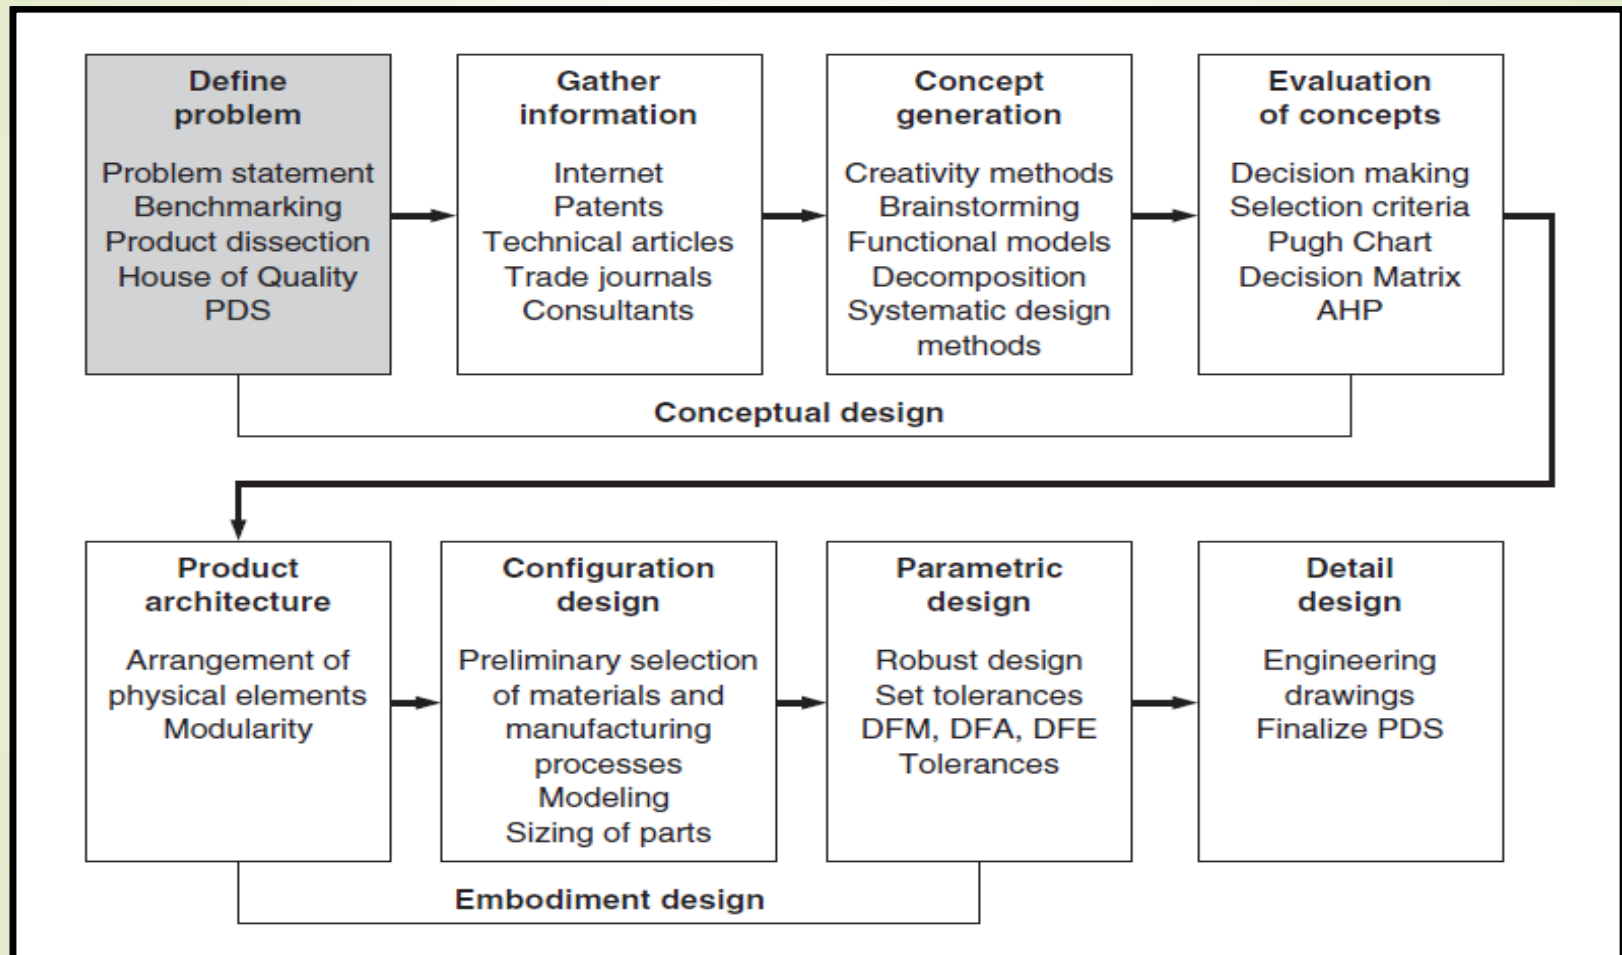 Define
problem
Problem statement
Benchmarking
Product dissection
House of Quality
PDS
Gather
information
Internet
Patents
Technical articles
Trade journals
Consultants
Concept
generation
Creativity methods
Brainstorming
Functional models
Decomposition
Systematic design
methods
Evaluation
of concepts
Decision making
Selection criteria
Pugh Chart
Decision Matrix
AHP
Conceptual design
Product
architecture
Arrangement of
physical elements
Modularity
Configuration
design
Preliminary selection
of materials and
manufacturing
processes
Modeling
Sizing of parts
Parametric
design
Robust design
Set tolerances
DFM, DFA, DFE
Tolerances
Detail
design
Engineering
drawings
Finalize PDS
Embodiment design